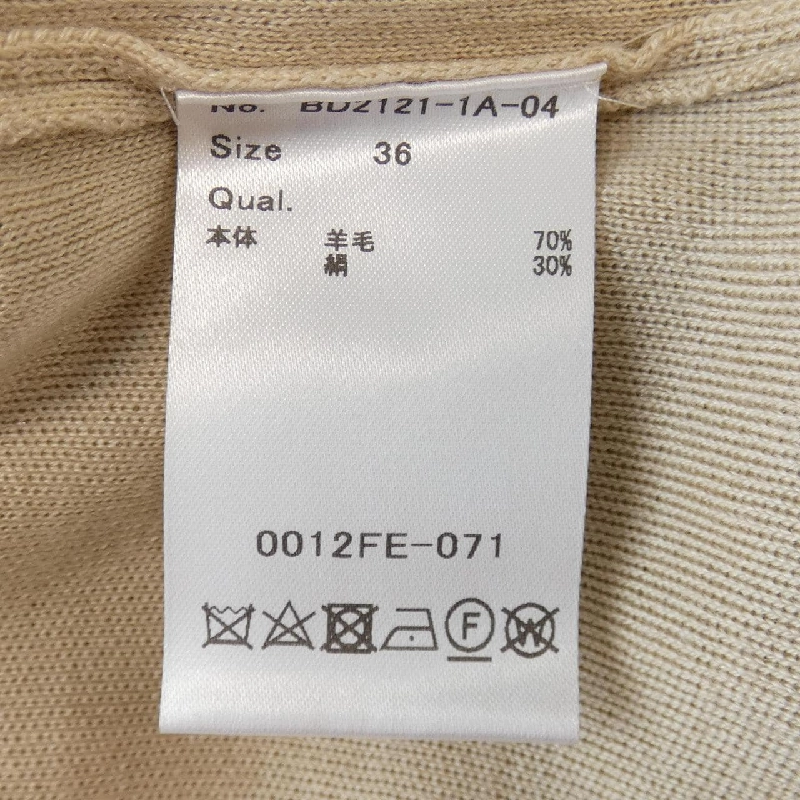 No. BD2121-1A-04
Size 36
Qual.
本体 羊毛 70%
絹 30%
0012FE-071
F W